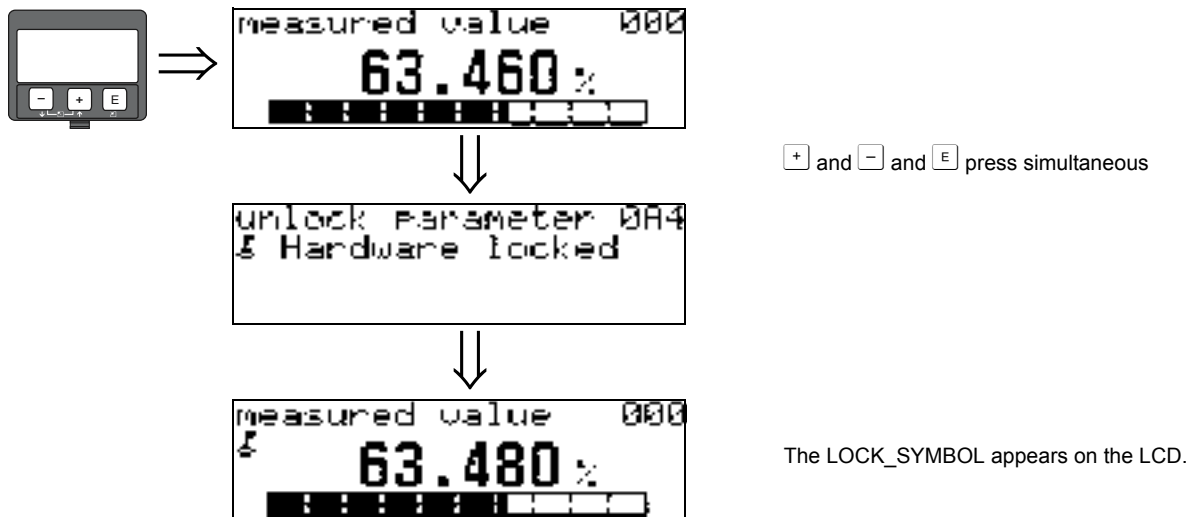 measured value 000
63.460 %
- + E
+ and - and E press simultaneous
unlock parameter 0A4
Hardware locked
measured value 000
63.480 %
The LOCK_SYMBOL appears on the LCD.